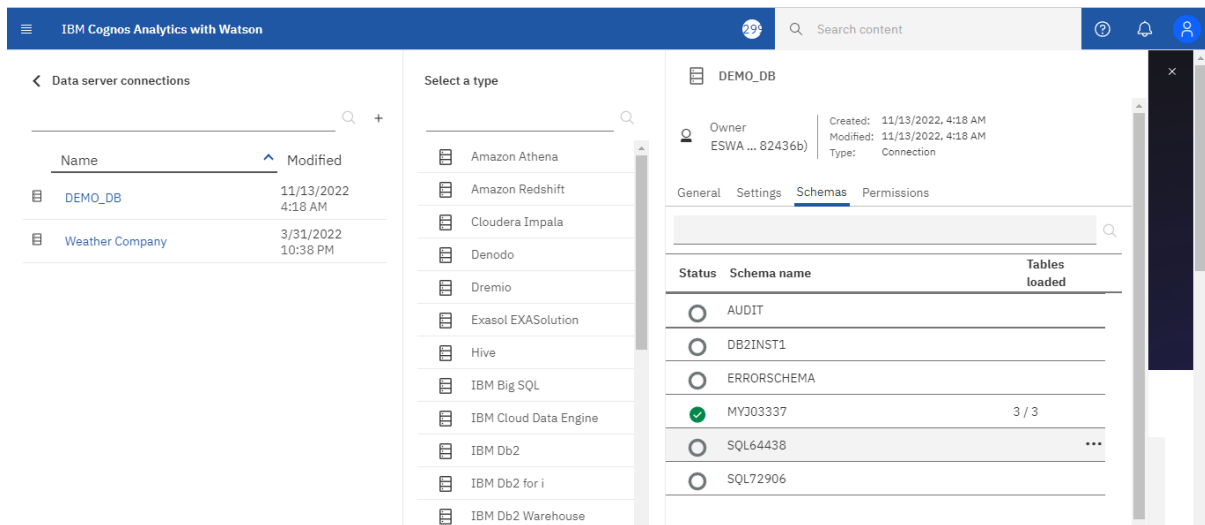 IBM Cognos Analytics with Watson
299
Search content
Data server connections
Name
Modified
DEMO_DB
11/13/2022
4:18 AM
Weather Company
3/31/2022
10:38 PM
Select a type
Amazon Athena
Amazon Redshift
Cloudera Impala
Denodo
Dremio
Exasol EXASolution
Hive
IBM Big SQL
IBM Cloud Data Engine
IBM Db2
IBM Db2 for i
IBM Db2 Warehouse
DEMO_DB
Owner
ESWA ... 82436b)
Created: 11/13/2022, 4:18 AM
Modified: 11/13/2022, 4:18 AM
Type: Connection
General Settings Schemas Permissions
Status Schema name Tables
loaded
AUDIT
DB2INST1
ERRORSCHEMA
MYJ03337 3 / 3
SQL64438
SQL72906